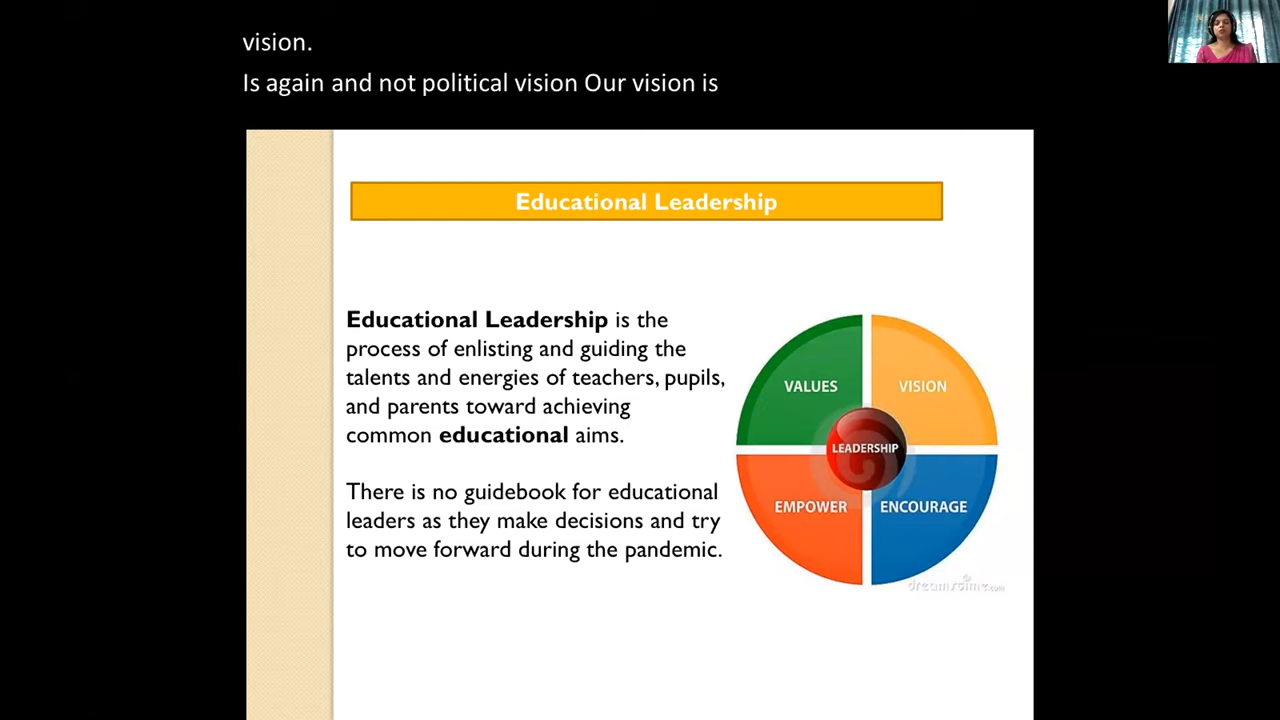 vision.
Is again and not political vision Our vision is
Educational Leadership
Educational Leadership is the
process of enlisting and guiding the
talents and energies of teachers, pupils,
and parents toward achieving
common educational aims.
There is no guidebook for educational
leaders as they make decisions and try
to move forward during the pandemic.
VALUES
VISION
LEADERSHIP
EMPOWER
ENCOURAGE
dreamstime.com